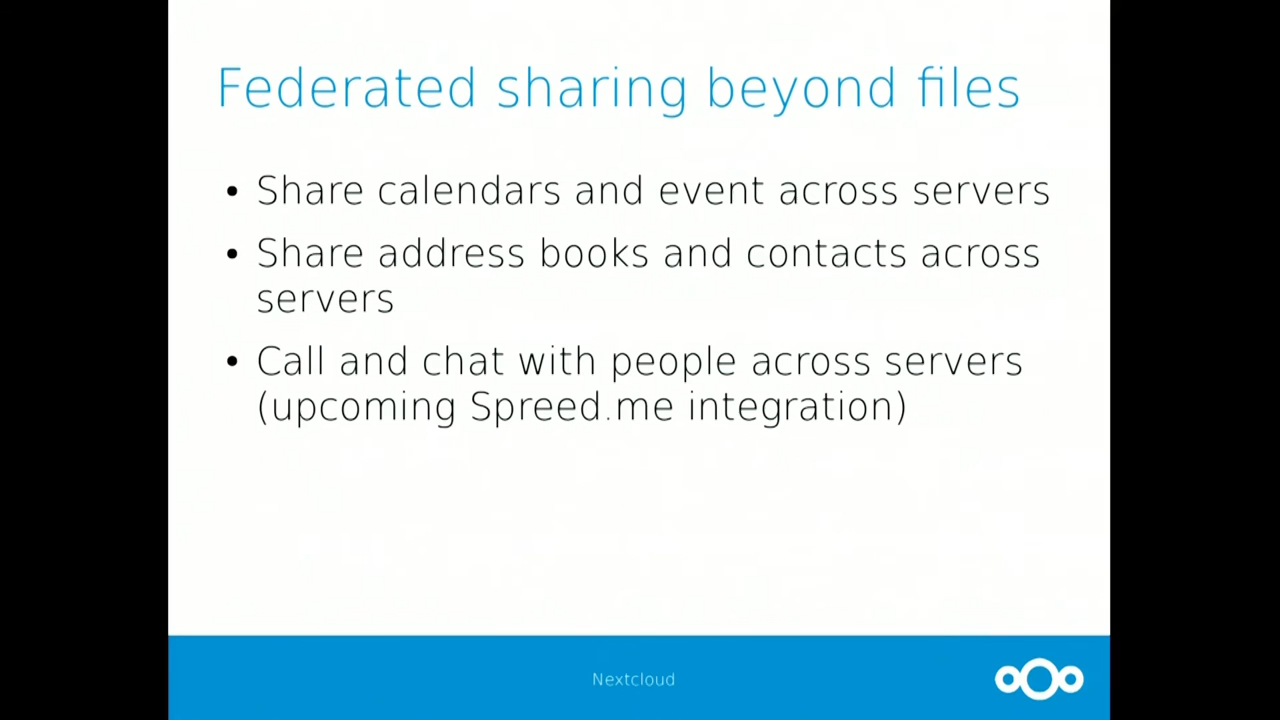 Federated sharing beyond files
• Share calendars and event across servers
• Share address books and contacts across
servers
• Call and chat with people across servers
(upcoming Spreed.me integration)
Nextcloud